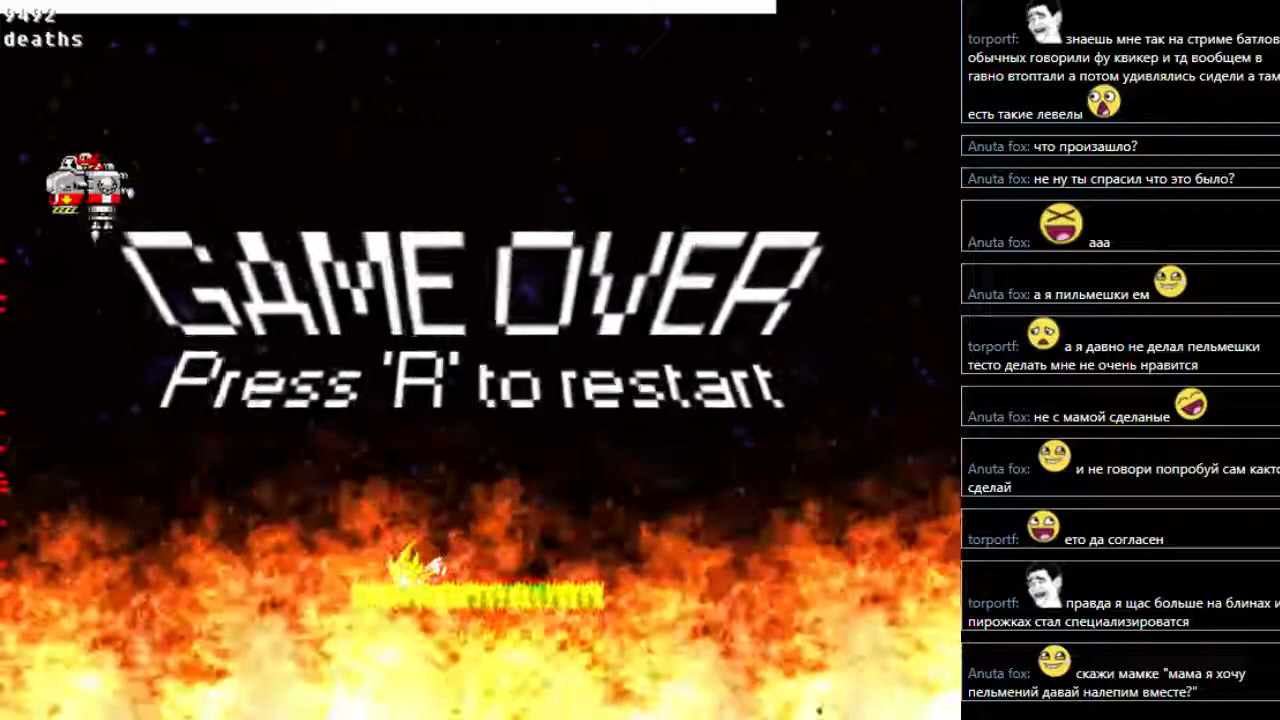 9492
deaths
GAME OVER
Press 'R' to restart
torportf: знаешь мне так на стриме батлов
обычных говорили фу квикер и тд вообщем в
гавно втоптали а потом удивлялись сидели а там
есть такие левелы
Anuta fox: что произашло?
Anuta fox: не ну ты спрасил что это было?
Anuta fox: ааа
Anuta fox: а я пильмешки ем
torportf: а я давно не делал пельмешки
тесто делать мне не очень нравится
Anuta fox: не с мамой сделаные
Anuta fox: и не говори попробуй сам както
сделай
torportf: ето да согласен
torportf: правда я щас больше на блинах и
пирожках стал специализироватся
Anuta fox: скажи мамке "мама я хочу
пельмений давай налепим вместе?"